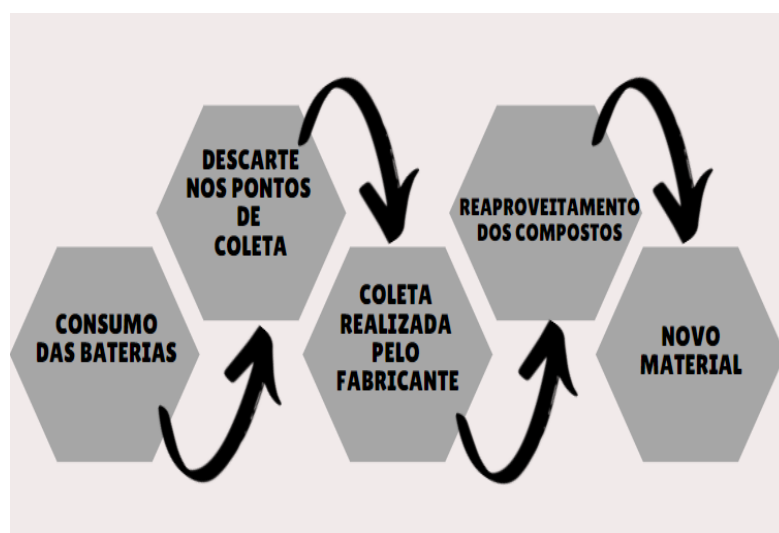 CONSUMO
DAS BATERIAS
DESCARTE
NOS PONTOS
DE
COLETA
COLETA
REALIZADA
PELO
FABRICANTE
REAPROVEITAMENTO
DOS COMPOSTOS
NOVO
MATERIAL